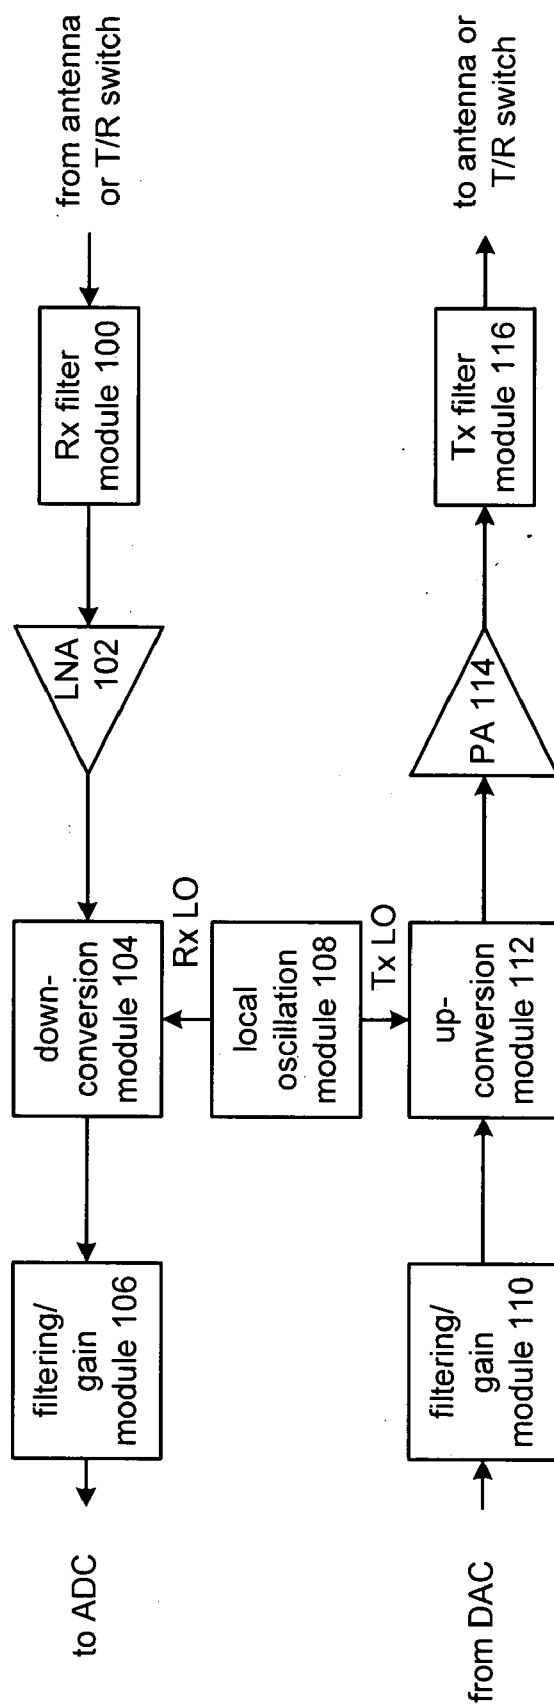 to ADC
filtering/
gain
module 106
down-
conversion
module 104
LNA
102
Rx filter
module 100
from antenna
or T/R switch
Rx LO
local
oscillation
module 108
Tx LO
from DAC
filtering/
gain
module 110
up-
conversion
module 112
PA 114
Tx filter
module 116
to antenna or
T/R switch